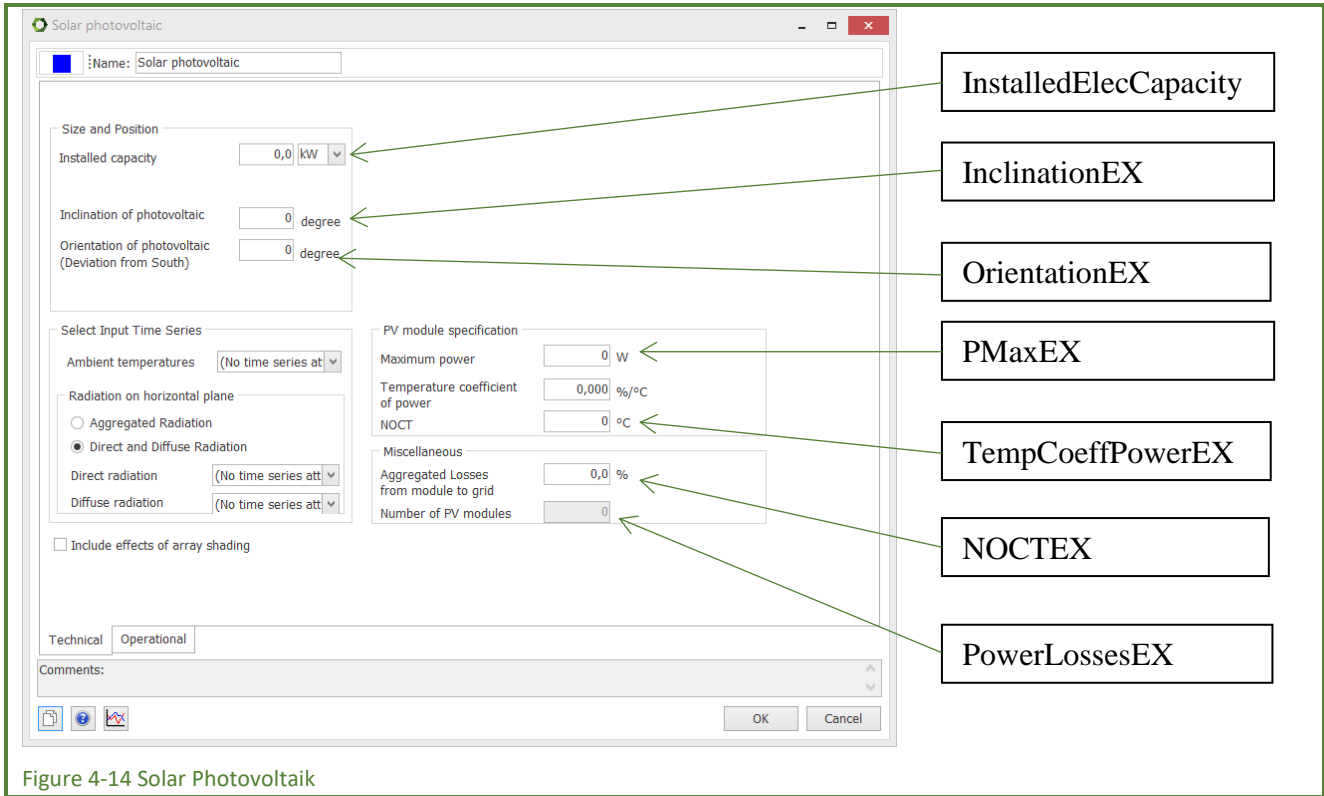 Solar photovoltaic
Name: Solar photovoltaic
Size and Position
Installed capacity 0,0 kW
Inclination of photovoltaic 0 degree
Orientation of photovoltaic 0 degree
(Deviation from South)
Select Input Time Series
Ambient temperatures (No time series at
Radiation on horizontal plane
Aggregated Radiation
Direct and Diffuse Radiation
Direct radiation (No time series att
Diffuse radiation (No time series att
Include effects of array shading
PV module specification
Maximum power 0 W
Temperature coefficient 0,000 %/°C
of power
NOCT 0 °C
Miscellaneous
Aggregated Losses 0,0 %
from module to grid
Number of PV modules 0
Technical Operational
Comments:
OK Cancel
InstalledElecCapacity
InclinationEX
OrientationEX
PMaxEX
TempCoeffPowerEX
NOCTEX
PowerLossesEX
Figure 4-14 Solar Photovoltaik